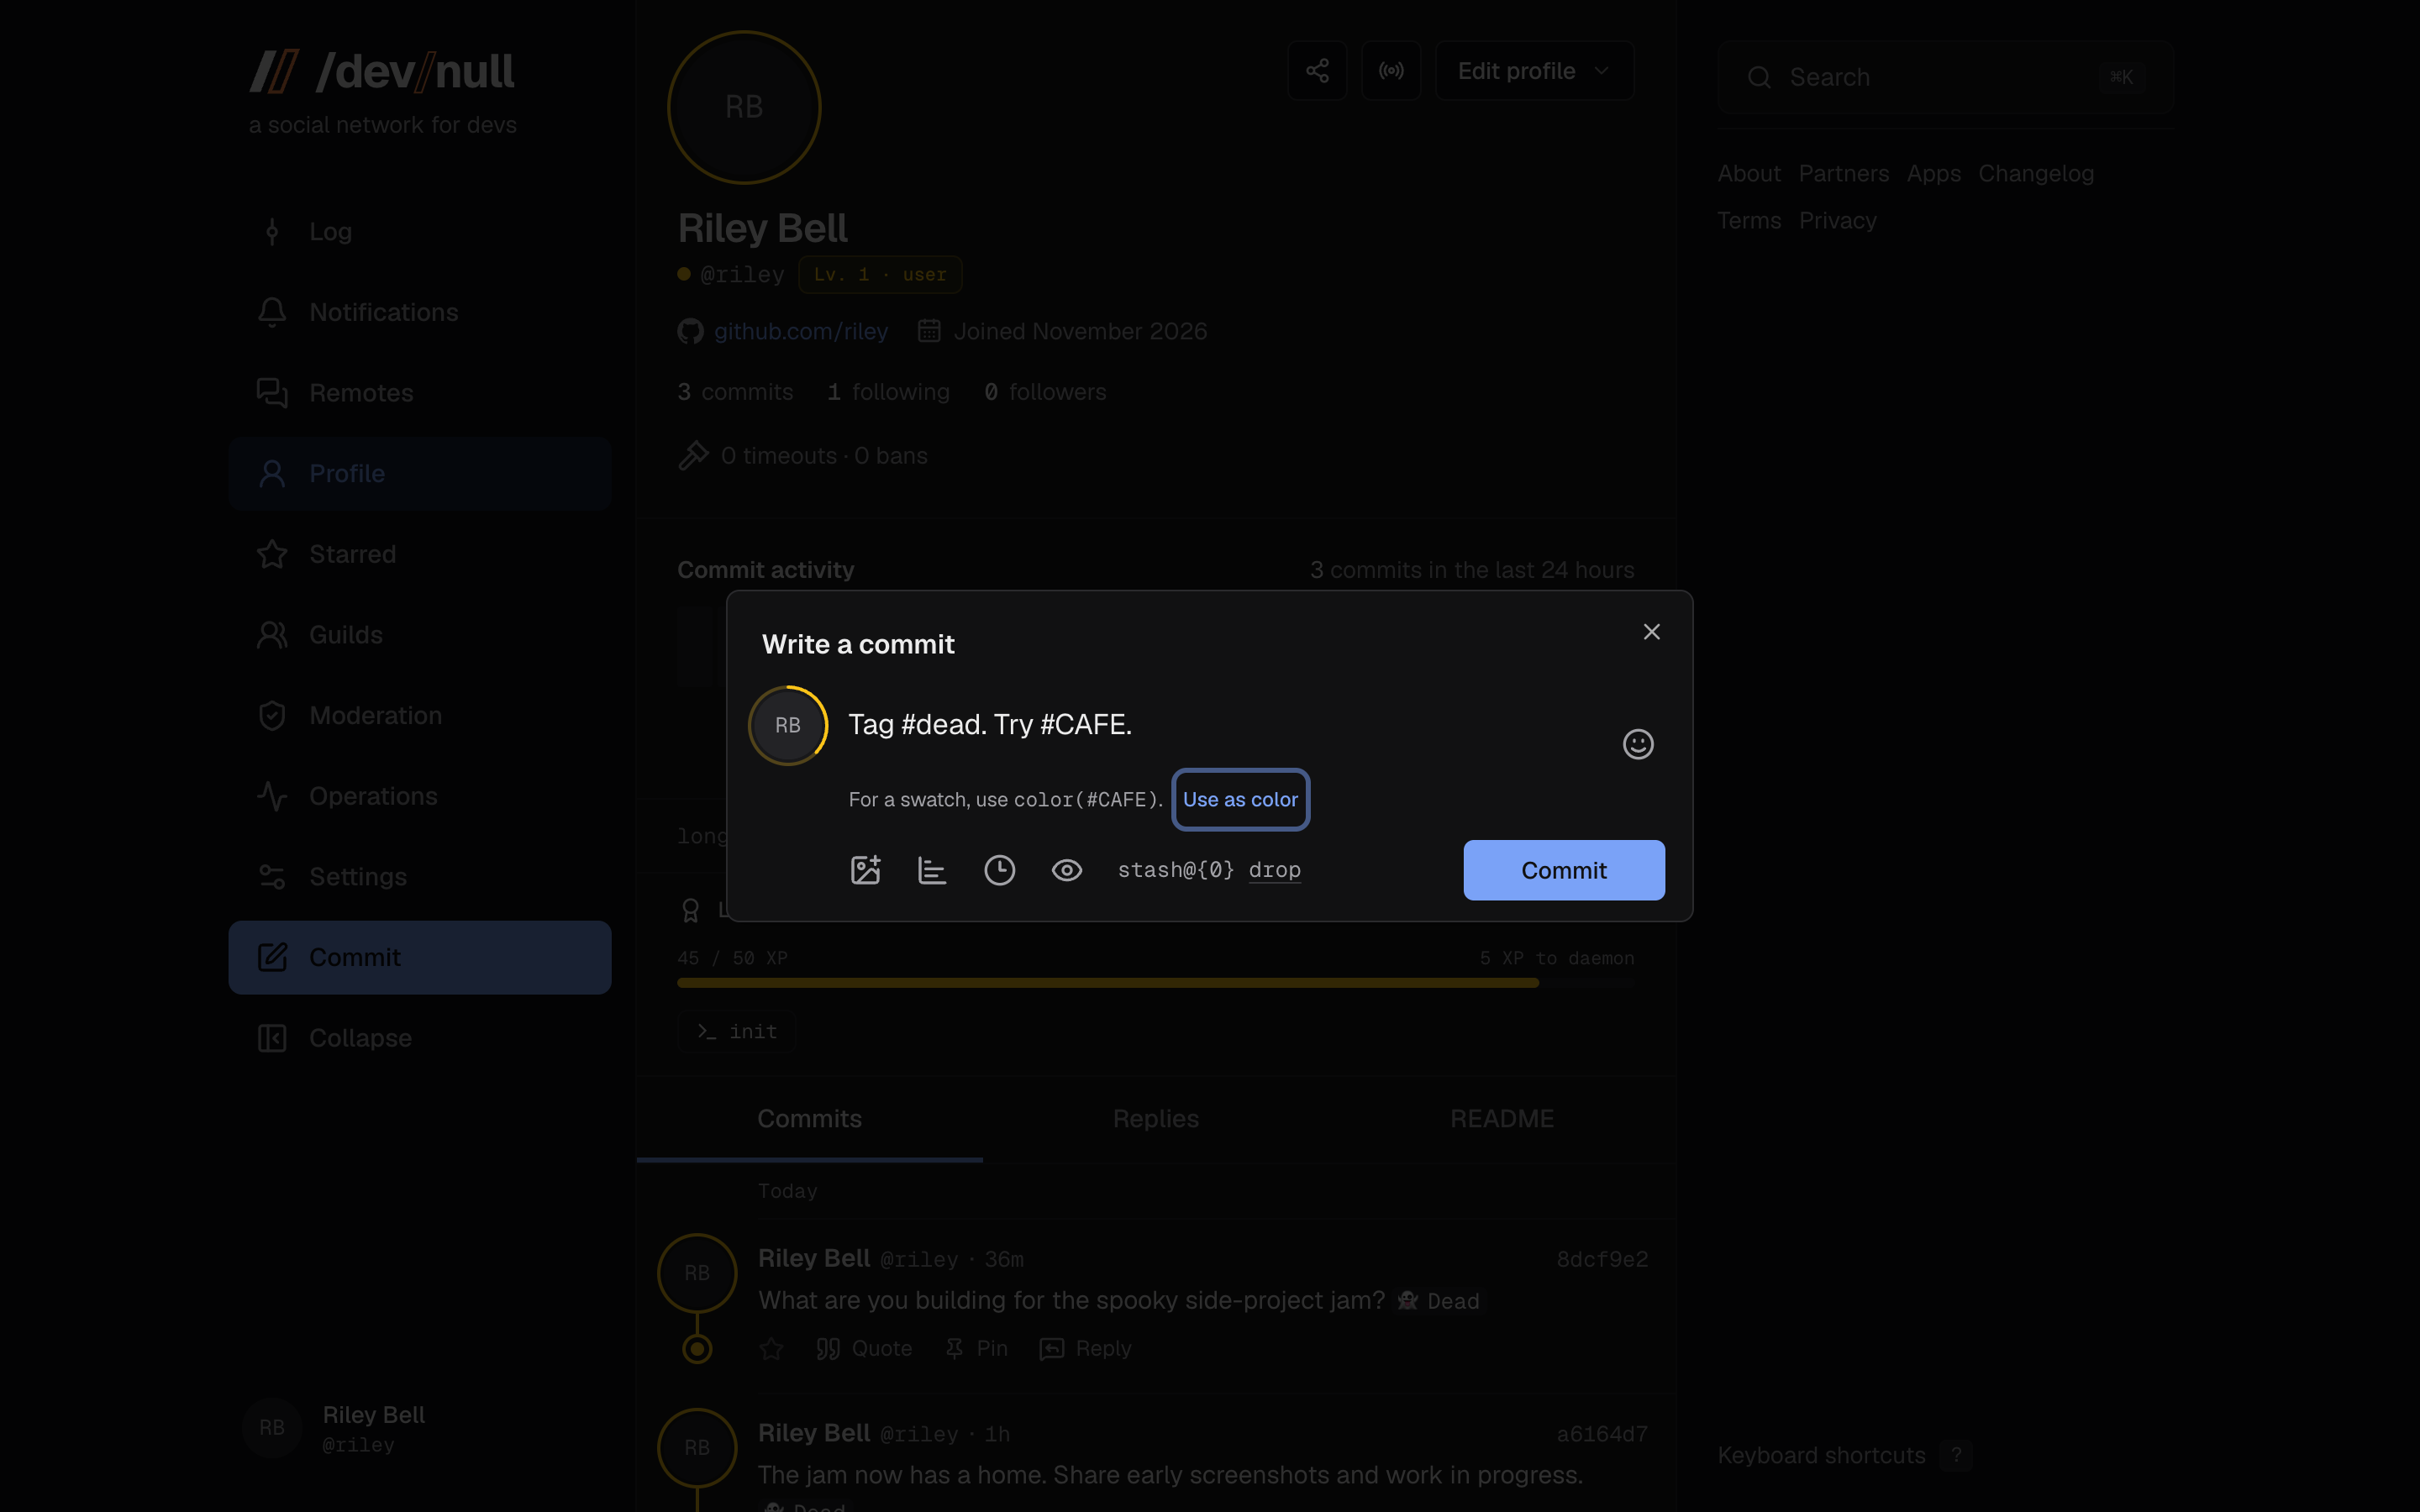 /dev/null
a social network for devs
Log
Notifications
Remotes
Profile
Starred
Guilds
Moderation
Operations
Settings
Commit
Collapse
RB
Riley Bell
@riley
RB
Edit profile
Riley Bell
@riley
Lv. 1 · user
github.com/riley
Joined November 2026
3 commits 1 following 0 followers
0 timeouts · 0 bans
Commit activity
3 commits in the last 24 hours
long
Write a commit
RB
Tag #dead. Try #CAFE.
For a swatch, use color(#CAFE). Use as color
stash@{0} drop
Commit
45 / 50 XP
5 XP to daemon
init
Commits
Replies
README
Today
RB
Riley Bell @riley · 36m
8dcf9e2
What are you building for the spooky side-project jam? Dead
Quote
Pin
Reply
RB
Riley Bell @riley · 1h
a6164d7
The jam now has a home. Share early screenshots and work in progress.
Dead
Search
⌘K
About Partners Apps Changelog
Terms Privacy
Keyboard shortcuts ?